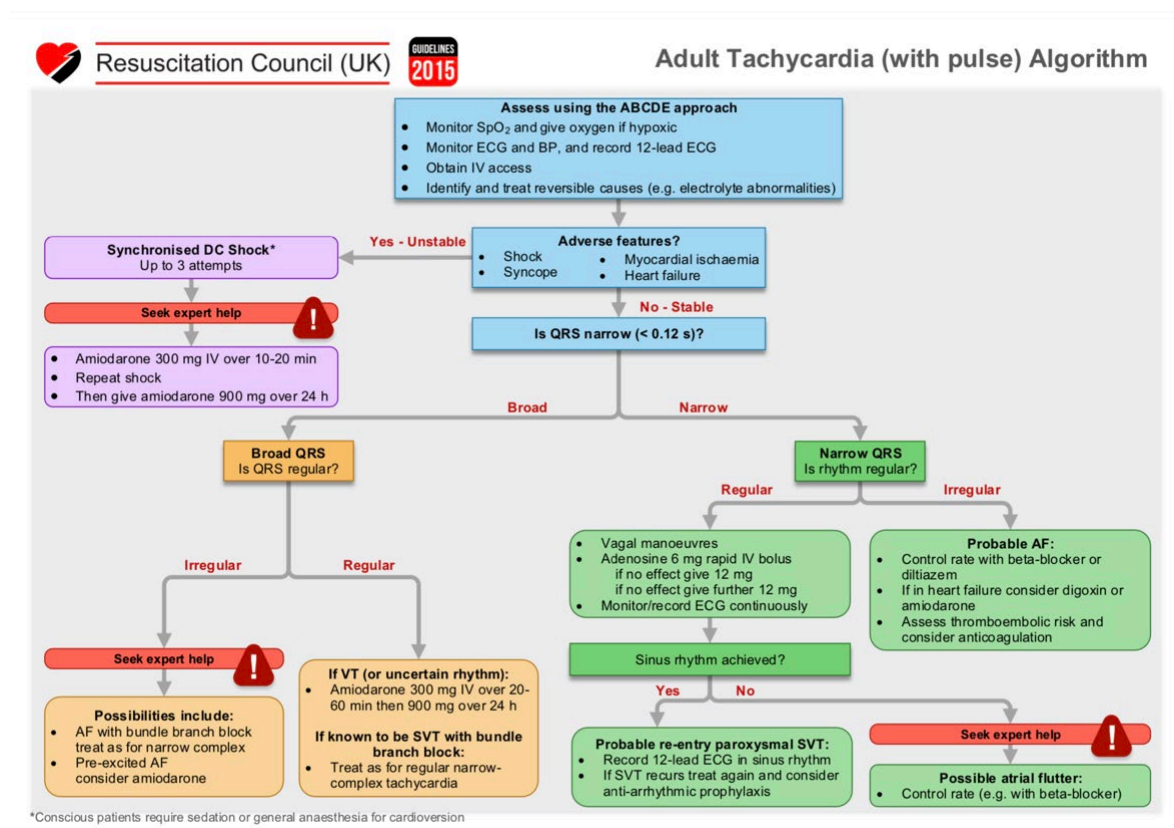 Resuscitation Council (UK)
GUIDELINES
2015
Adult Tachycardia (with pulse) Algorithm
Assess using the ABCDE approach
• Monitor SpO₂ and give oxygen if hypoxic
• Monitor ECG and BP, and record 12-lead ECG
• Obtain IV access
• Identify and treat reversible causes (e.g. electrolyte abnormalities)
Adverse features?
• Shock
• Syncope
• Myocardial ischaemia
• Heart failure
Yes - Unstable
Synchronised DC Shock*
Up to 3 attempts
Seek expert help
!
• Amiodarone 300 mg IV over 10-20 min
• Repeat shock
• Then give amiodarone 900 mg over 24 h
No - Stable
Is QRS narrow (< 0.12 s)?
Broad
Narrow
Broad QRS
Is QRS regular?
Narrow QRS
Is rhythm regular?
Irregular
Regular
Seek expert help
!
Possibilities include:
• AF with bundle branch block
treat as for narrow complex
• Pre-excited AF
consider amiodarone
If VT (or uncertain rhythm):
• Amiodarone 300 mg IV over 20-
60 min then 900 mg over 24 h
If known to be SVT with bundle
branch block:
• Treat as for regular narrow-
complex tachycardia
Regular
Irregular
• Vagal manoeuvres
• Adenosine 6 mg rapid IV bolus
if no effect give 12 mg
if no effect give further 12 mg
• Monitor/record ECG continuously
Probable AF:
• Control rate with beta-blocker or
diltiazem
• If in heart failure consider digoxin or
amiodarone
• Assess thromboembolic risk and
consider anticoagulation
Sinus rhythm achieved?
Yes
No
Probable re-entry paroxysmal SVT:
• Record 12-lead ECG in sinus rhythm
• If SVT recurs treat again and consider
anti-arrhythmic prophylaxis
Seek expert help
!
Possible atrial flutter:
• Control rate (e.g. with beta-blocker)
*Conscious patients require sedation or general anaesthesia for cardioversion